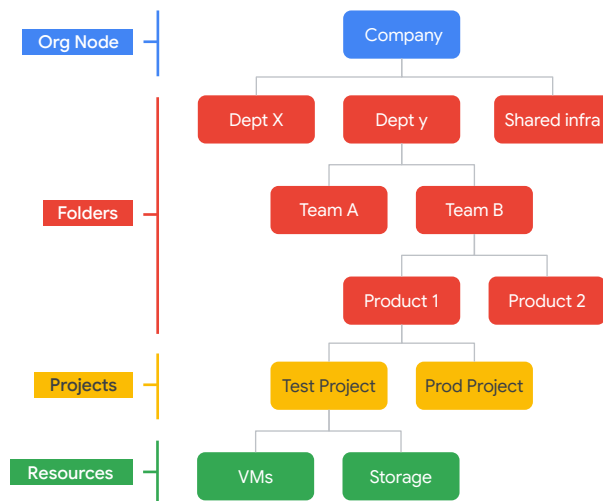 Org Node
Company
Dept X
Dept y
Shared infra
Folders
Team A
Team B
Product 1
Product 2
Projects
Test Project
Prod Project
Resources
VMs
Storage